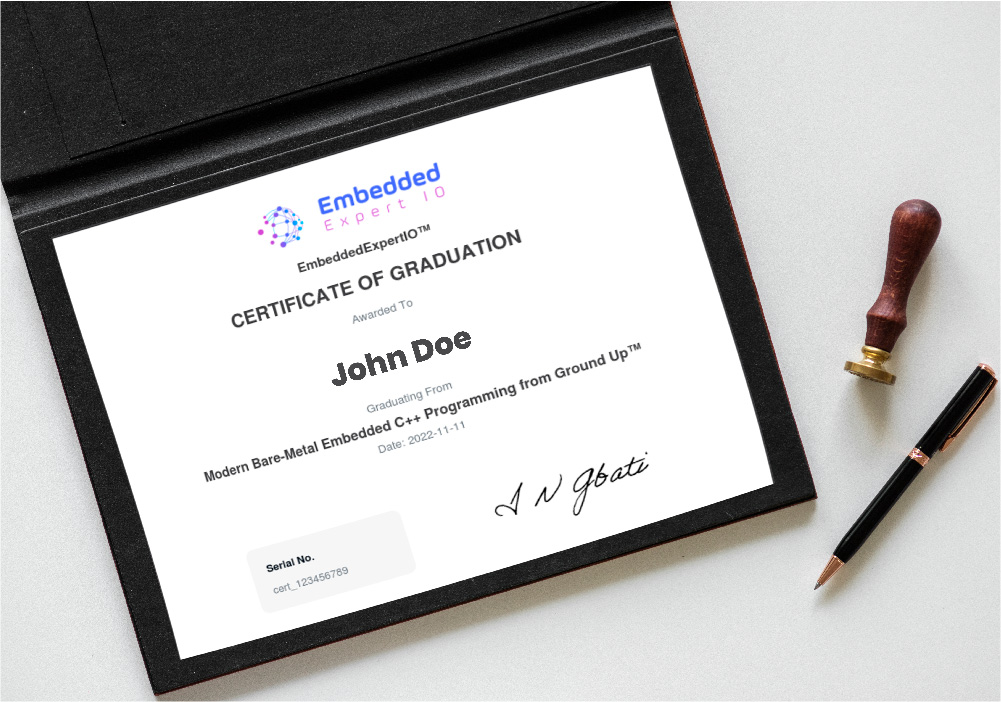 Embedded
Expert IO
EmbeddedExpertIO™
CERTIFICATE OF GRADUATION
Awarded To
John Doe
Graduating From
Modern Bare-Metal Embedded C++ Programming from Ground Up™
Date: 2022-11-11
I N Gbati
Serial No.
cert_123456789